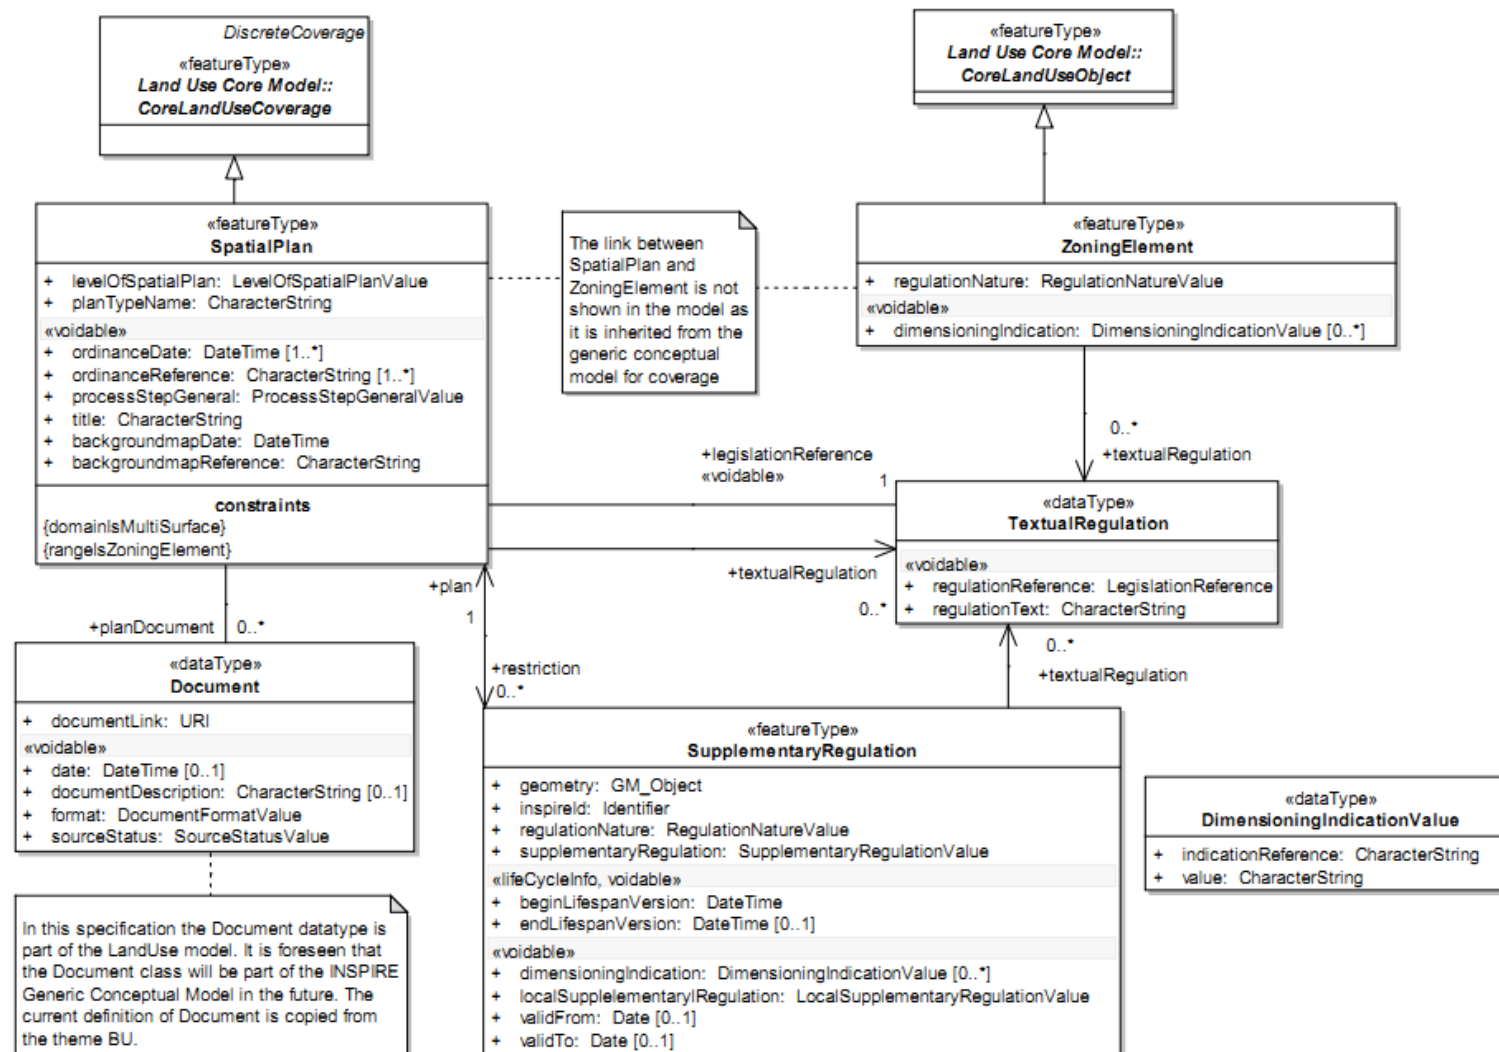 DiscreteCoverage
«featureType»
Land Use Core Model::
CoreLandUseCoverage
«featureType»
Land Use Core Model::
CoreLandUseObject
«featureType»
SpatialPlan
+ levelOfSpatialPlan: LevelOfSpatialPlanValue
+ planTypeName: CharacterString
«voidable»
+ ordinanceDate: DateTime [1..*]
+ ordinanceReference: CharacterString [1..*]
+ processStepGeneral: ProcessStepGeneralValue
+ title: CharacterString
+ backgroundmapDate: DateTime
+ backgroundmapReference: CharacterString
constraints
{domainIsMultiSurface}
{rangeIsZoningElement}
The link between
SpatialPlan and
ZoningElement is not
shown in the model as
it is inherited from the
generic conceptual
model for coverage
«featureType»
ZoningElement
+ regulationNature: RegulationNatureValue
«voidable»
+ dimensioningIndication: DimensioningIndicationValue [0..*]
0..*
+textualRegulation
+legislationReference
«voidable»
1
«dataType»
TextualRegulation
«voidable»
+ regulationReference: LegislationReference
+ regulationText: CharacterString
+textualRegulation
0..*
+plan
1
+restriction
0..*
0..*
+textualRegulation
+planDocument
0..*
«dataType»
Document
+ documentLink: URI
«voidable»
+ date: DateTime [0..1]
+ documentDescription: CharacterString [0..1]
+ format: DocumentFormatValue
+ sourceStatus: SourceStatusValue
«featureType»
SupplementaryRegulation
+ geometry: GM_Object
+ inspireId: Identifier
+ regulationNature: RegulationNatureValue
+ supplementaryRegulation: SupplementaryRegulationValue
«lifeCycleInfo, voidable»
+ beginLifespanVersion: DateTime
+ endLifespanVersion: DateTime [0..1]
«voidable»
+ dimensioningIndication: DimensioningIndicationValue [0..*]
+ localSupplelementarylRegulation: LocalSupplementaryRegulationValue
+ validFrom: Date [0..1]
+ validTo: Date [0..1]
«dataType»
DimensioningIndicationValue
+ indicationReference: CharacterString
+ value: CharacterString
In this specification the Document datatype is
part of the LandUse model. It is foreseen that
the Document class will be part of the INSPIRE
Generic Conceptual Model in the future. The
current definition of Document is copied from
the theme BU.